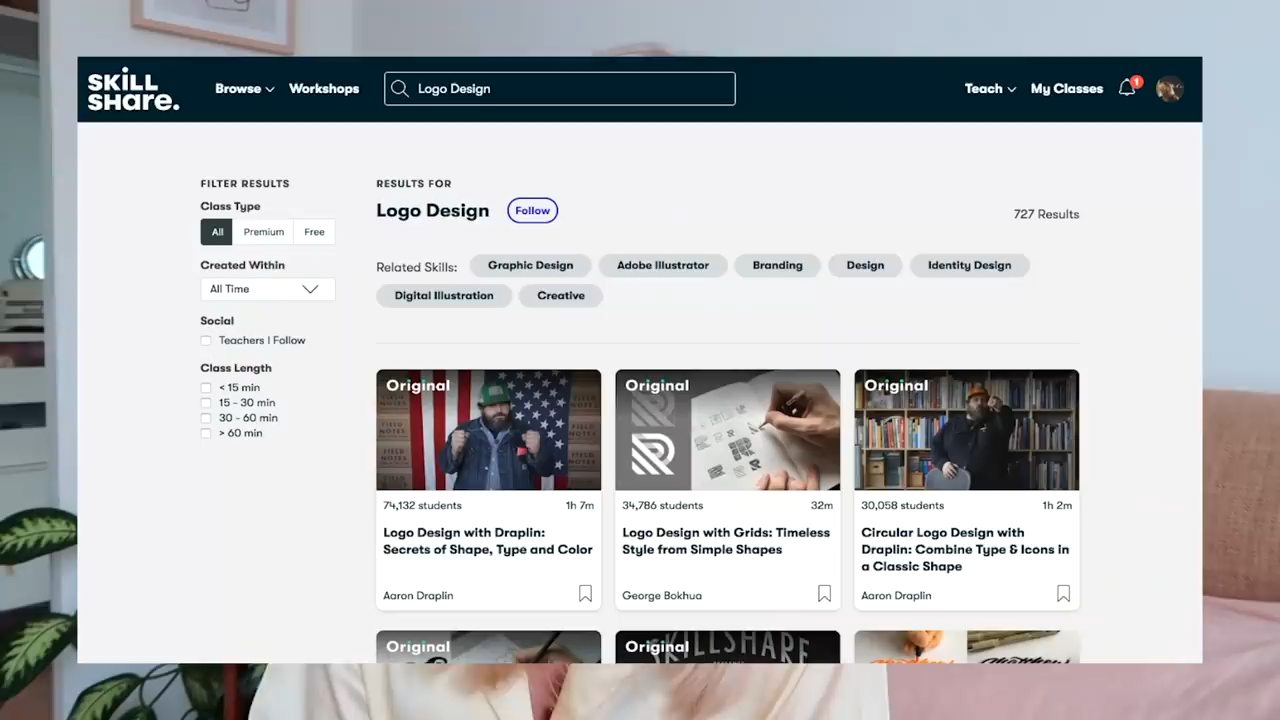 SKILL
SHare.
Browse
Workshops
Logo Design
Teach
My Classes
1
FILTER RESULTS
Class Type
All
Premium
Free
Created Within
All Time
Social
Teachers I Follow
Class Length
< 15 min
15 - 30 min
30 - 60 min
> 60 min
RESULTS FOR
Logo Design
Follow
727 Results
Related Skills:
Graphic Design
Adobe Illustrator
Branding
Design
Identity Design
Digital Illustration
Creative
Original
FIELD NOTES
74,132 students
1h 7m
Logo Design with Draplin:
Secrets of Shape, Type and Color
Aaron Draplin
Original
34,786 students
32m
Logo Design with Grids: Timeless
Style from Simple Shapes
George Bokhua
Original
30,058 students
1h 2m
Circular Logo Design with
Draplin: Combine Type & Icons in
a Classic Shape
Aaron Draplin
Original
Original
SKILLSHARE